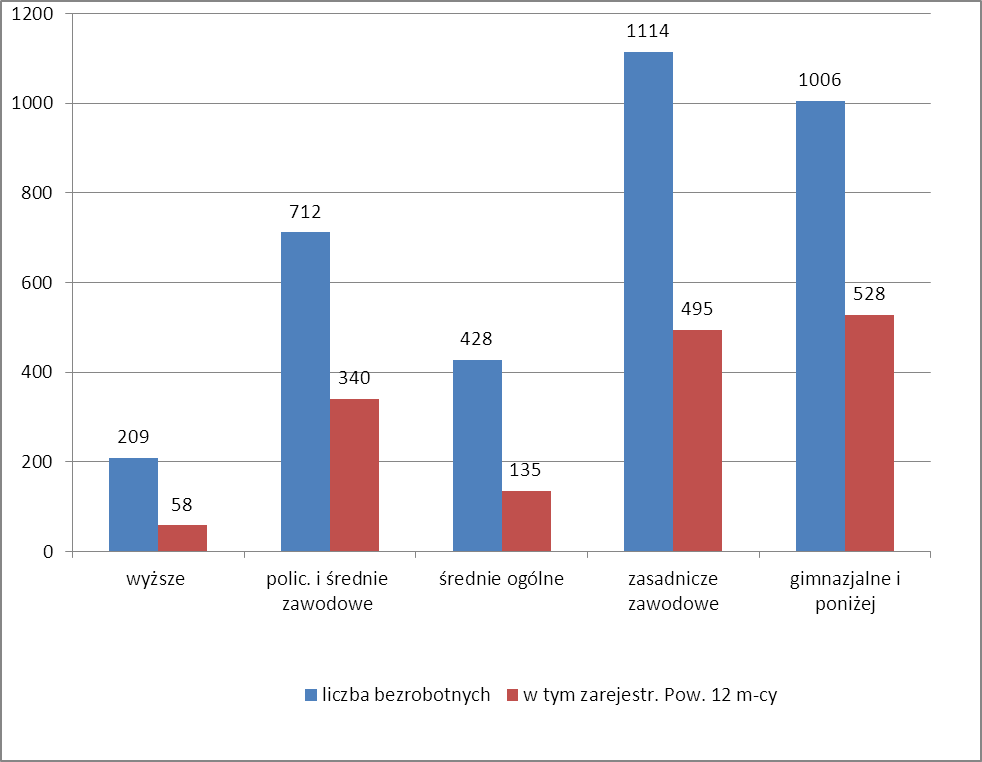 1200
1000
800
600
400
200
0
209
58
712
340
428
135
1114
495
1006
528
wyższe
polic. i średnie
zawodowe
średnie ogólne
zasadnicze
zawodowe
gimnazjalne i
poniżej
liczba bezrobotnych
w tym zarejestr. Pow. 12 m-cy